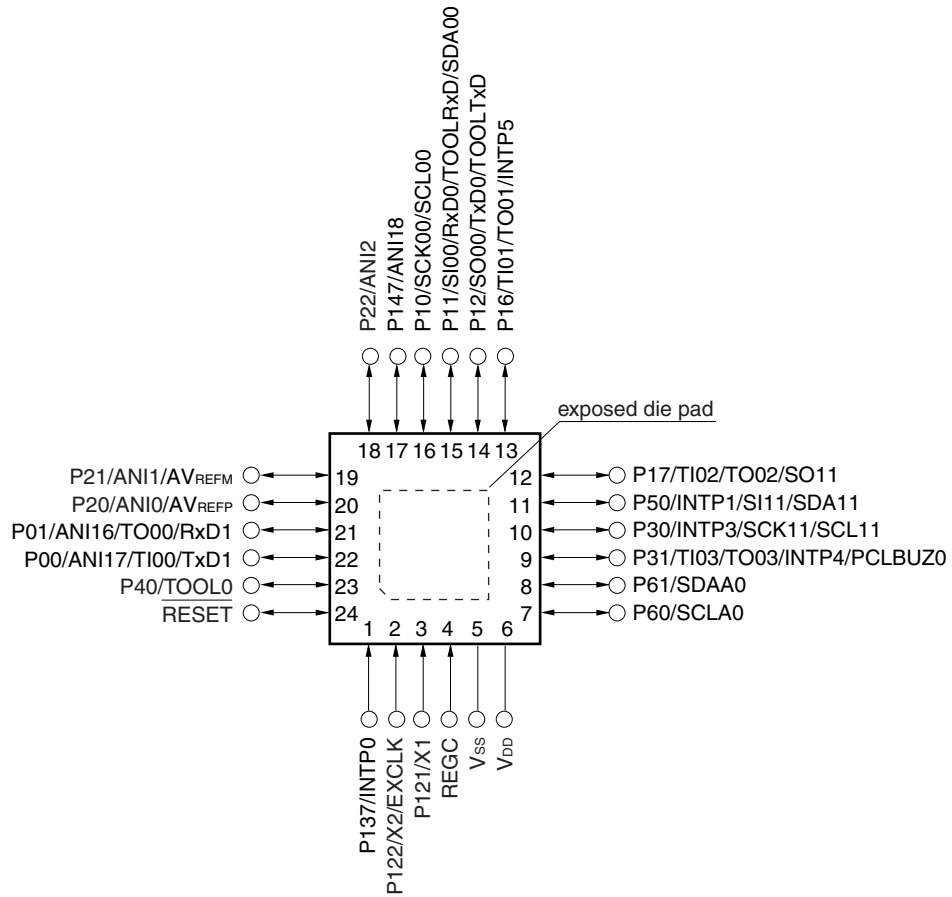 P22/ANI2
P147/ANI18
P10/SCK00/SCL00
P11/SI00/RxD0/TOOLRxD/SDA00
P12/SO00/TxD0/TOOLTxD
P16/TI01/TO01/INTP5
exposed die pad
18 17 16 15 14 13
P21/ANI1/AVREFM 19
P20/ANI0/AVREFP 20
P01/ANI16/TO00/RxD1 21
P00/ANI17/TI00/TxD1 22
P40/TOOL0 23
RESET 24
12 P17/TI02/TO02/SO11
11 P50/INTP1/SI11/SDA11
10 P30/INTP3/SCK11/SCL11
9 P31/TI03/TO03/INTP4/PCLBUZ0
8 P61/SDAA0
7 P60/SCLA0
1 2 3 4 5 6
P137/INTP0
P122/X2/EXCLK
P121/X1
REGC
VSS
VDD